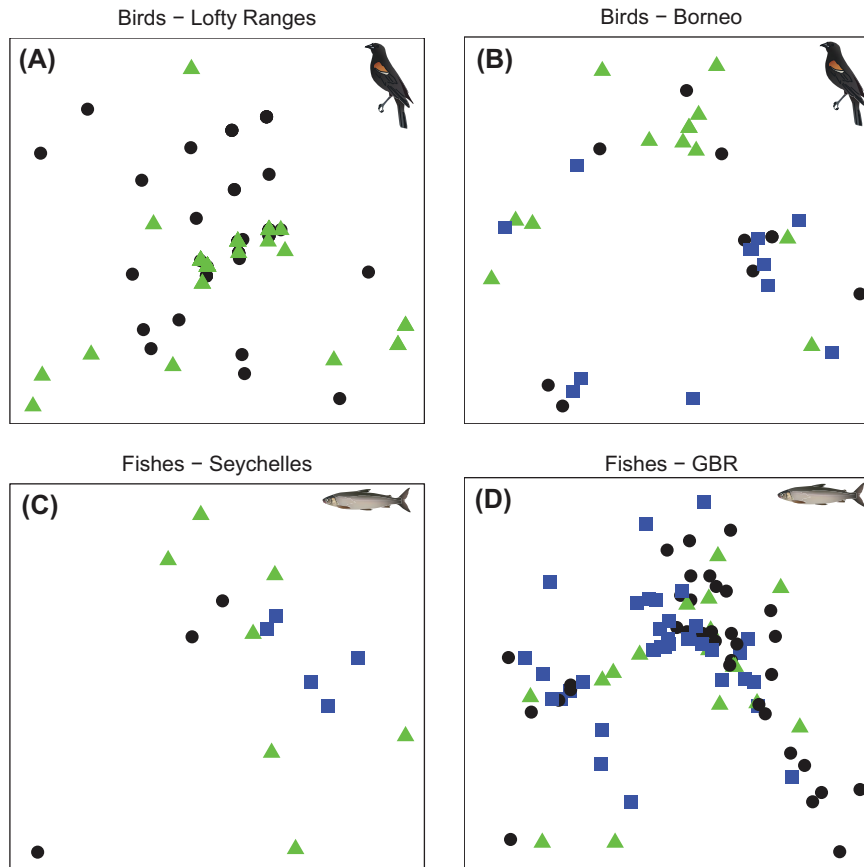 Birds – Lofty Ranges
Birds – Borneo
(A)
(B)
Fishes – Seychelles
Fishes – GBR
(C)
(D)